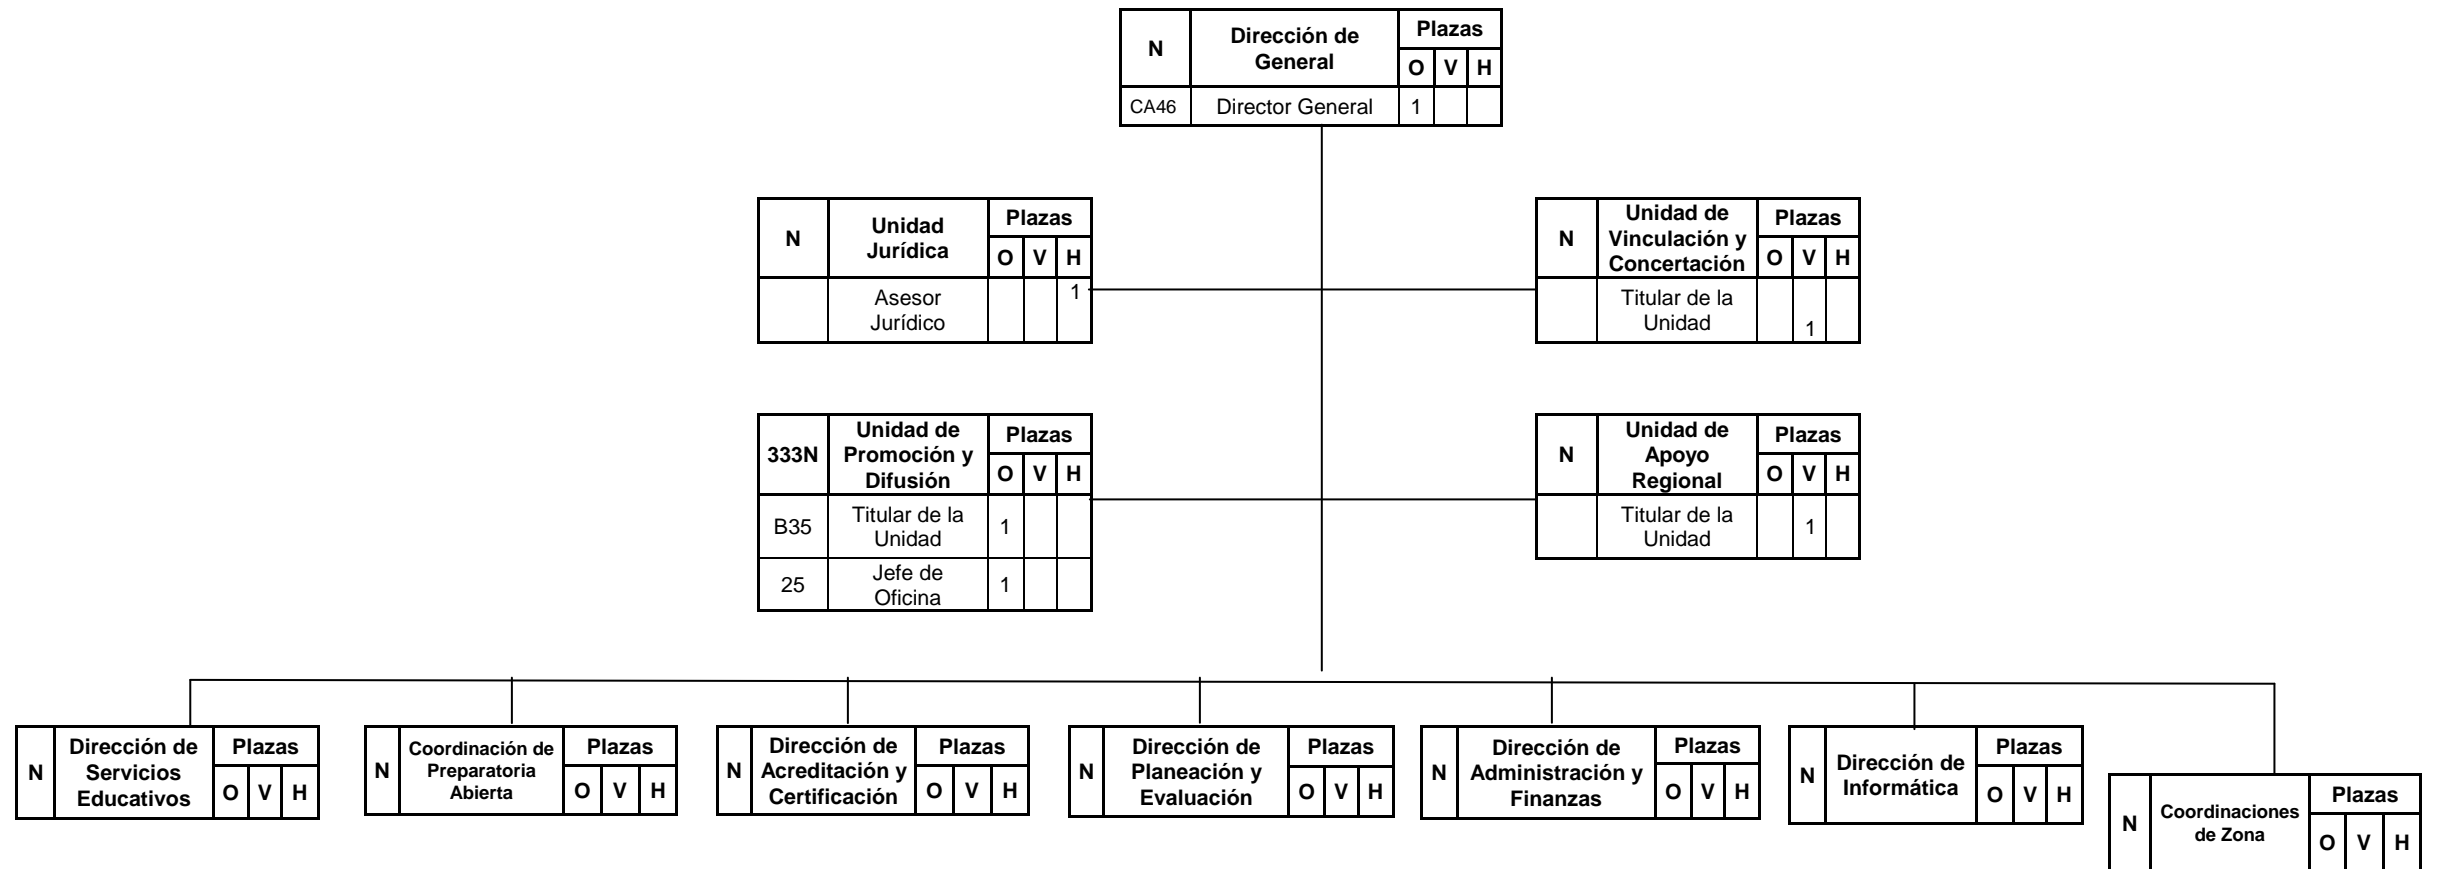 N Dirección de General Plazas
O V H
CA46 Director General 1
N Unidad Jurídica Plazas
O V H
Asesor Jurídico 1
N Unidad de Vinculación y Concertación Plazas
O V H
Titular de la Unidad 1
333N Unidad de Promoción y Difusión Plazas
O V H
B35 Titular de la Unidad 1
25 Jefe de Oficina 1
N Unidad de Apoyo Regional Plazas
O V H
Titular de la Unidad 1
N Dirección de Servicios Educativos Plazas
O V H
N Coordinación de Preparatoria Abierta Plazas
O V H
N Dirección de Acreditación y Certificación Plazas
O V H
N Dirección de Planeación y Evaluación Plazas
O V H
N Dirección de Administración y Finanzas Plazas
O V H
N Dirección de Informática Plazas
O V H
N Coordinaciones de Zona Plazas
O V H